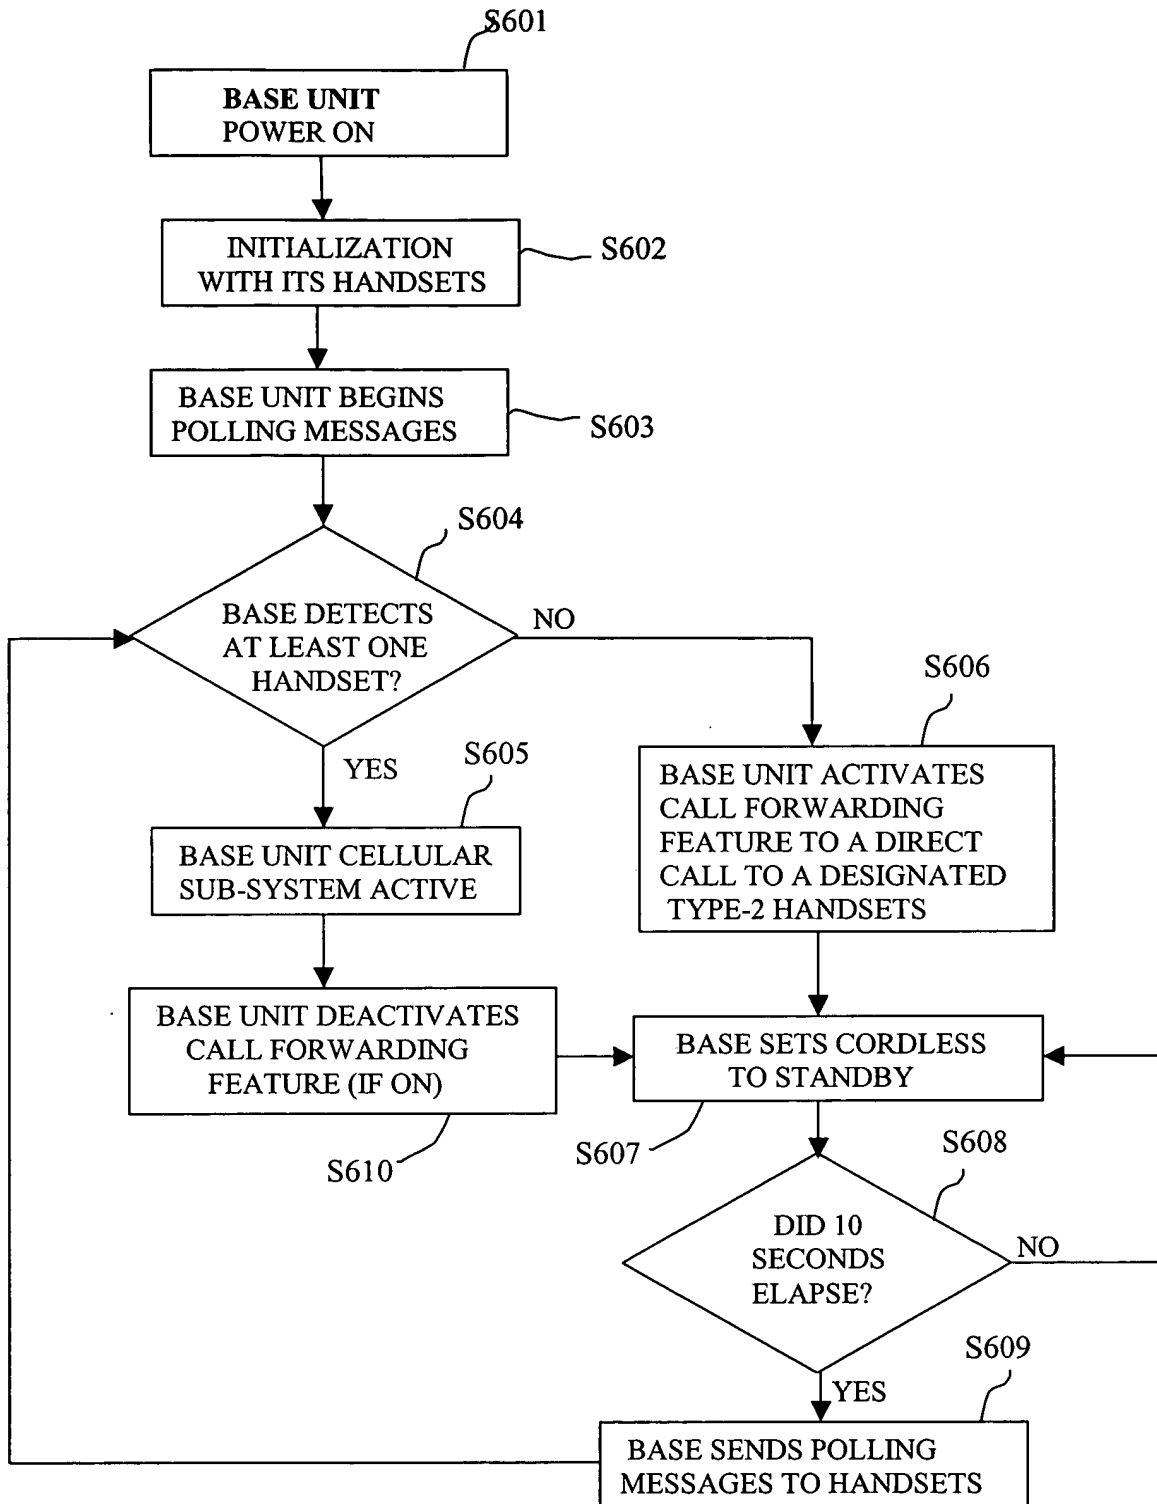 S601
BASE UNIT
POWER ON
INITIALIZATION
WITH ITS HANDSETS
S602
BASE UNIT BEGINS
POLLING MESSAGES
S603
S604
BASE DETECTS
AT LEAST ONE
HANDSET?
NO
YES
S605
S606
BASE UNIT CELLULAR
SUB-SYSTEM ACTIVE
BASE UNIT ACTIVATES
CALL FORWARDING
FEATURE TO A DIRECT
CALL TO A DESIGNATED
TYPE-2 HANDSETS
BASE UNIT DEACTIVATES
CALL FORWARDING
FEATURE (IF ON)
S610
BASE SETS CORDLESS
TO STANDBY
S607
S608
DID 10
SECONDS
ELAPSE?
NO
YES
S609
BASE SENDS POLLING
MESSAGES TO HANDSETS